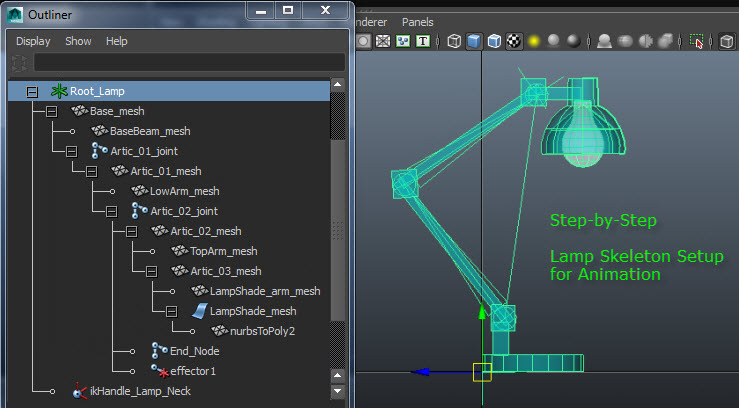 Outliner
Display Show Help
Root_Lamp
Base_mesh
BaseBeam_mesh
Artic_01_joint
Artic_01_mesh
LowArm_mesh
Artic_02_joint
Artic_02_mesh
TopArm_mesh
Artic_03_mesh
LampShade_arm_mesh
LampShade_mesh
nurbsToPoly2
End_Node
effector1
ikHandle_Lamp_Neck
enderer Panels
T
Step-by-Step
Lamp Skeleton Setup
for Animation